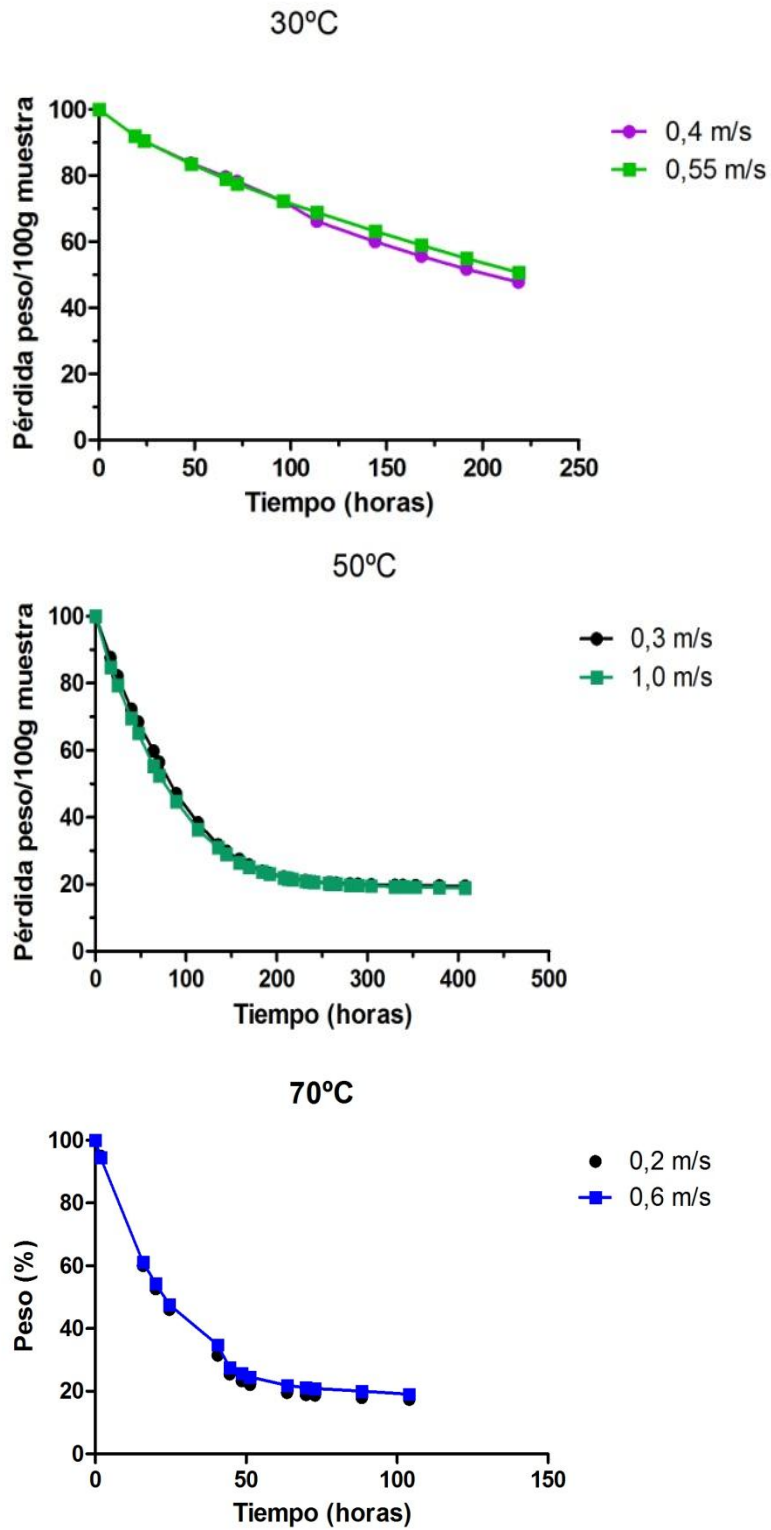 30ºC
Pérdida peso/100g muestra
100
80
60
40
20
0
0 50 100 150 200 250
Tiempo (horas)
0,4 m/s
0,55 m/s
50ºC
Pérdida peso/100g muestra
100
80
60
40
20
0
0 100 200 300 400 500
Tiempo (horas)
0,3 m/s
1,0 m/s
70ºC
Peso (%)
100
80
60
40
20
0
0 50 100 150
Tiempo (horas)
0,2 m/s
0,6 m/s